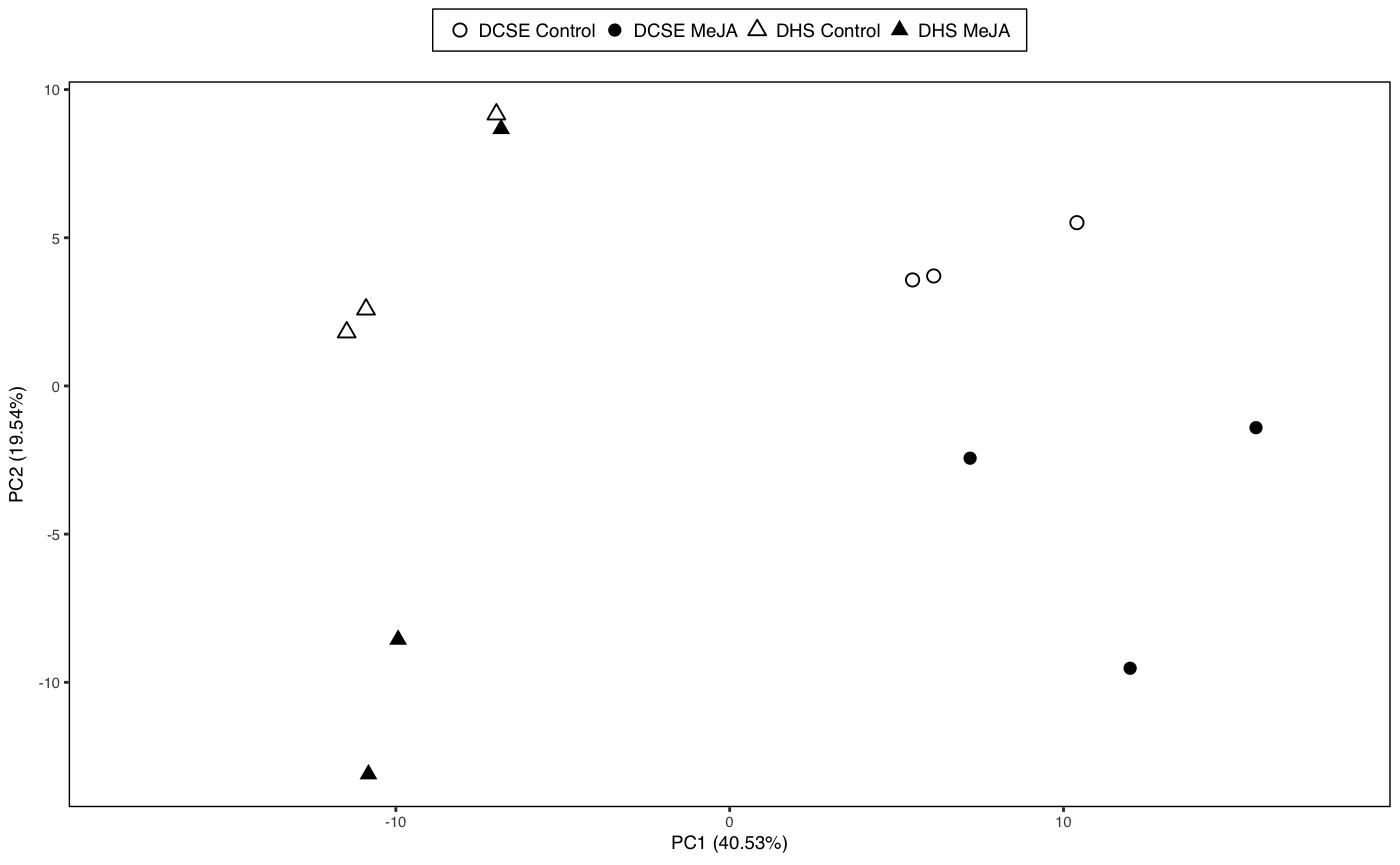 DCSE Control DCSE MeJA DHS Control DHS MeJA
10
5
0
-5
-10
PC2 (19.54%)
-10 0 10
PC1 (40.53%)